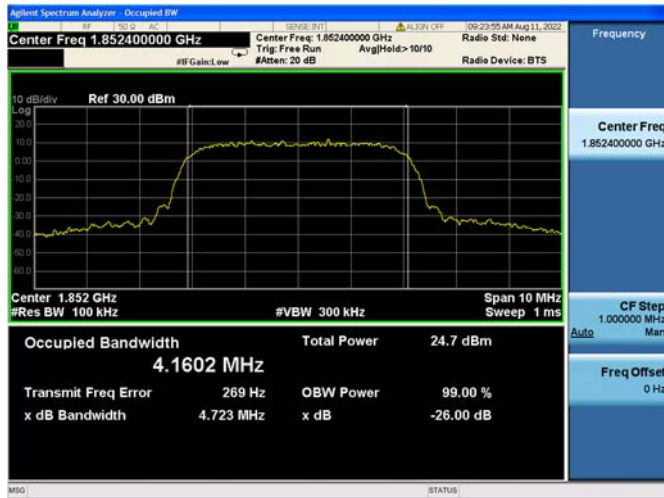 Agilent Spectrum Analyzer - Occupied BW
RF 50 Ω AC SENSE:INT ALIGN OFF 09:23:55 AM Aug 11, 2022
Center Freq 1.852400000 GHz
Center Freq: 1.852400000 GHz
Radio Std: None
Trig: Free Run Avg|Hold:> 10/10
#IFGain:Low #Atten: 20 dB Radio Device: BTS
10 dB/div Ref 30.00 dBm
Log
20.0
10.0
0.00
-10.0
-20.0
-30.0
-40.0
-50.0
-60.0
Center 1.852 GHz Span 10 MHz
#Res BW 100 kHz #VBW 300 kHz Sweep 1 ms
Occupied Bandwidth Total Power 24.7 dBm
4.1602 MHz
Transmit Freq Error 269 Hz OBW Power 99.00 %
x dB Bandwidth 4.723 MHz x dB -26.00 dB
MSG STATUS
Frequency
Center Freq
1.852400000 GHz
CF Step
1.000000 MHz
Auto Man
Freq Offset
0 Hz